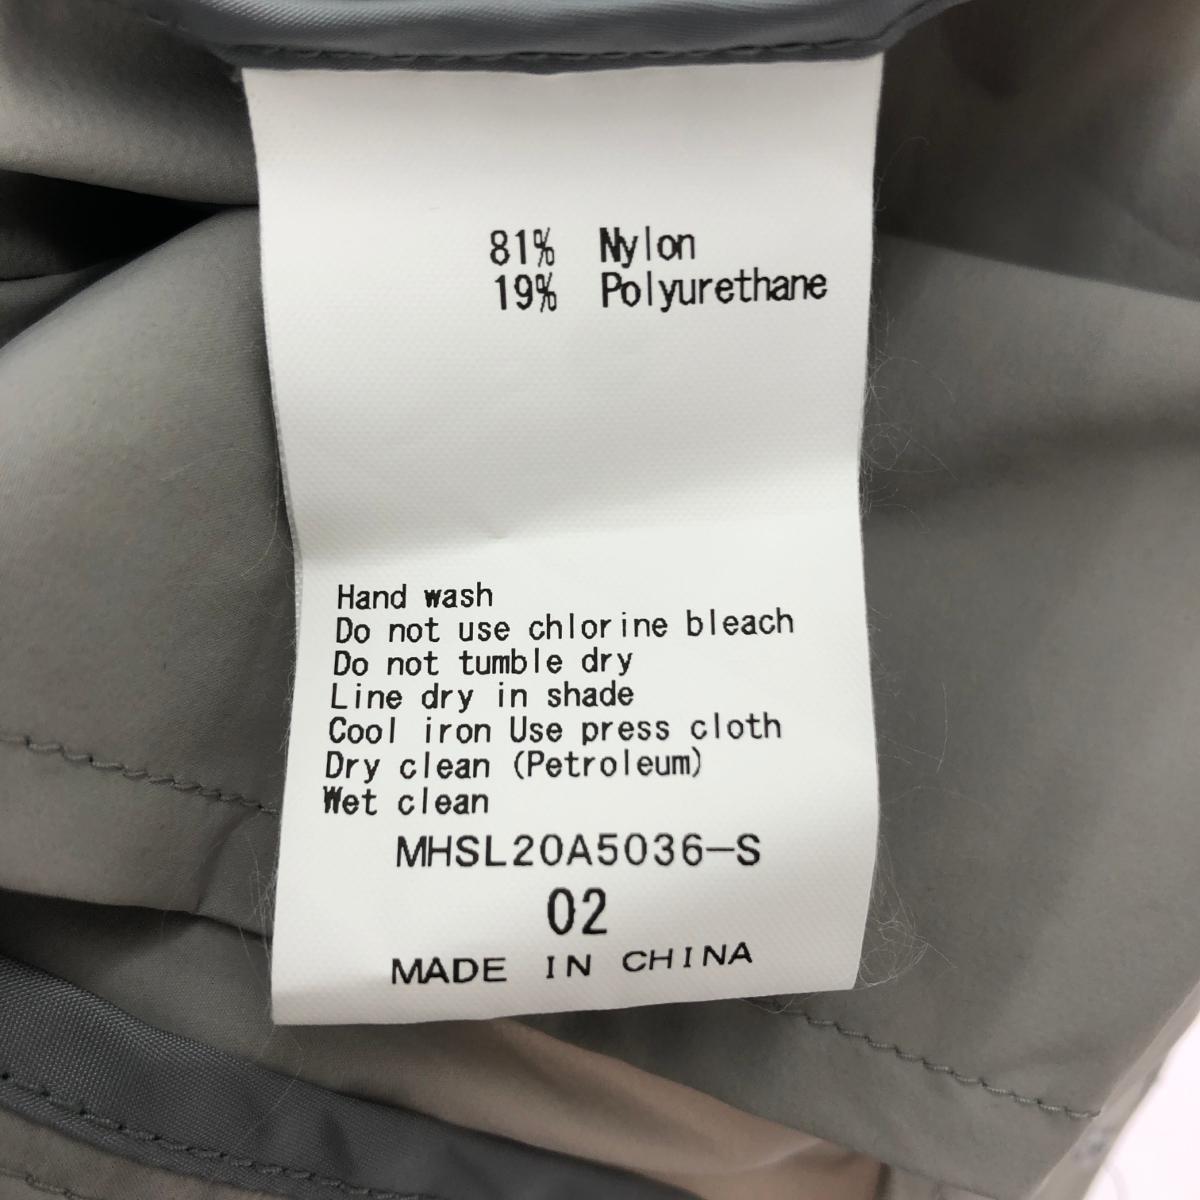 81% Nylon
19% Polyurethane
Hand wash
Do not use chlorine bleach
Do not tumble dry
Line dry in shade
Cool iron Use press cloth
Dry clean (Petroleum)
Wet clean
MHSL20A5036-S
02
MADE IN CHINA